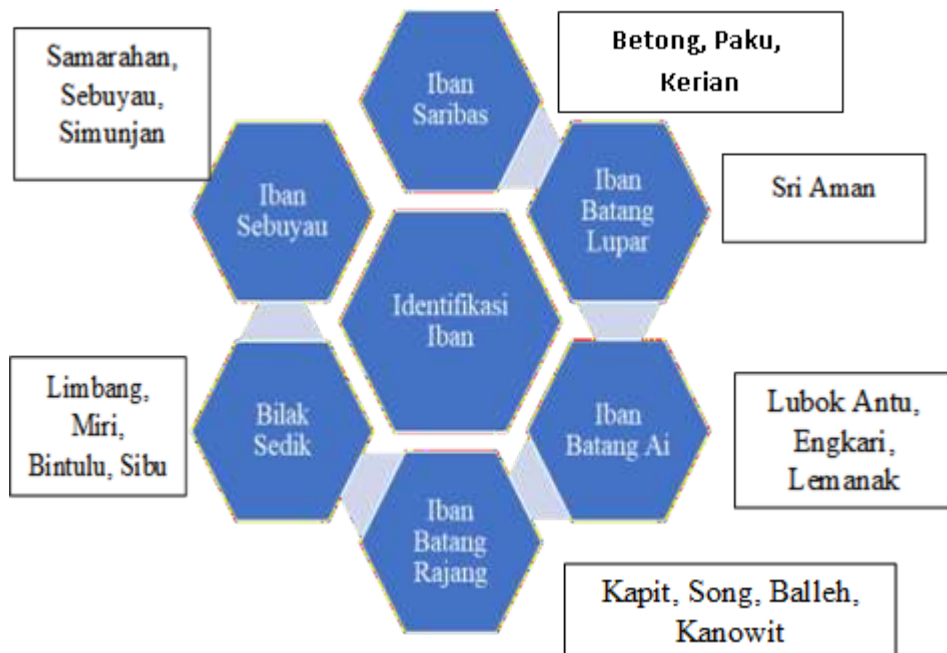 Samarahan,
Sebuyau,
Simunjan
Iban
Saribas
Betong, Paku,
Kerian
Iban
Sebuyau
Iban
Batang
Lupar
Sri Aman
Identifikasi
Iban
Limbang,
Miri,
Bintulu, Sibu
Bilak
Sedik
Iban
Batang Ai
Lubok Antu,
Engkari,
Lemanak
Iban
Batang
Rajang
Kapit, Song, Balleh,
Kanowit